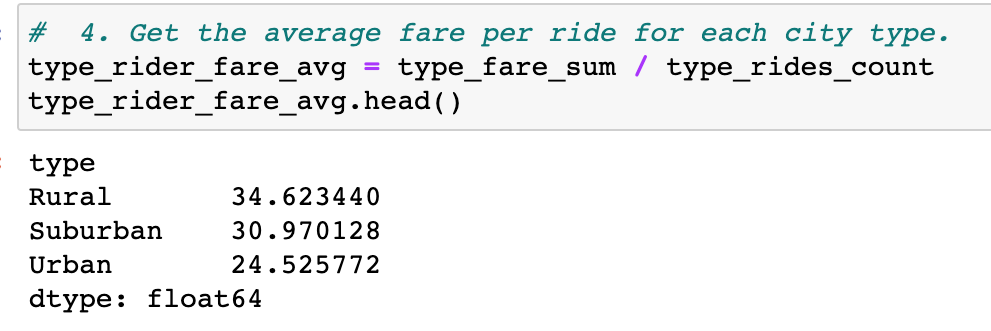 #  4. Get the average fare per ride for each city type.
type_rider_fare_avg = type_fare_sum / type_rides_count
type_rider_fare_avg.head()
type
Rural       34.623440
Suburban    30.970128
Urban       24.525772
dtype: float64